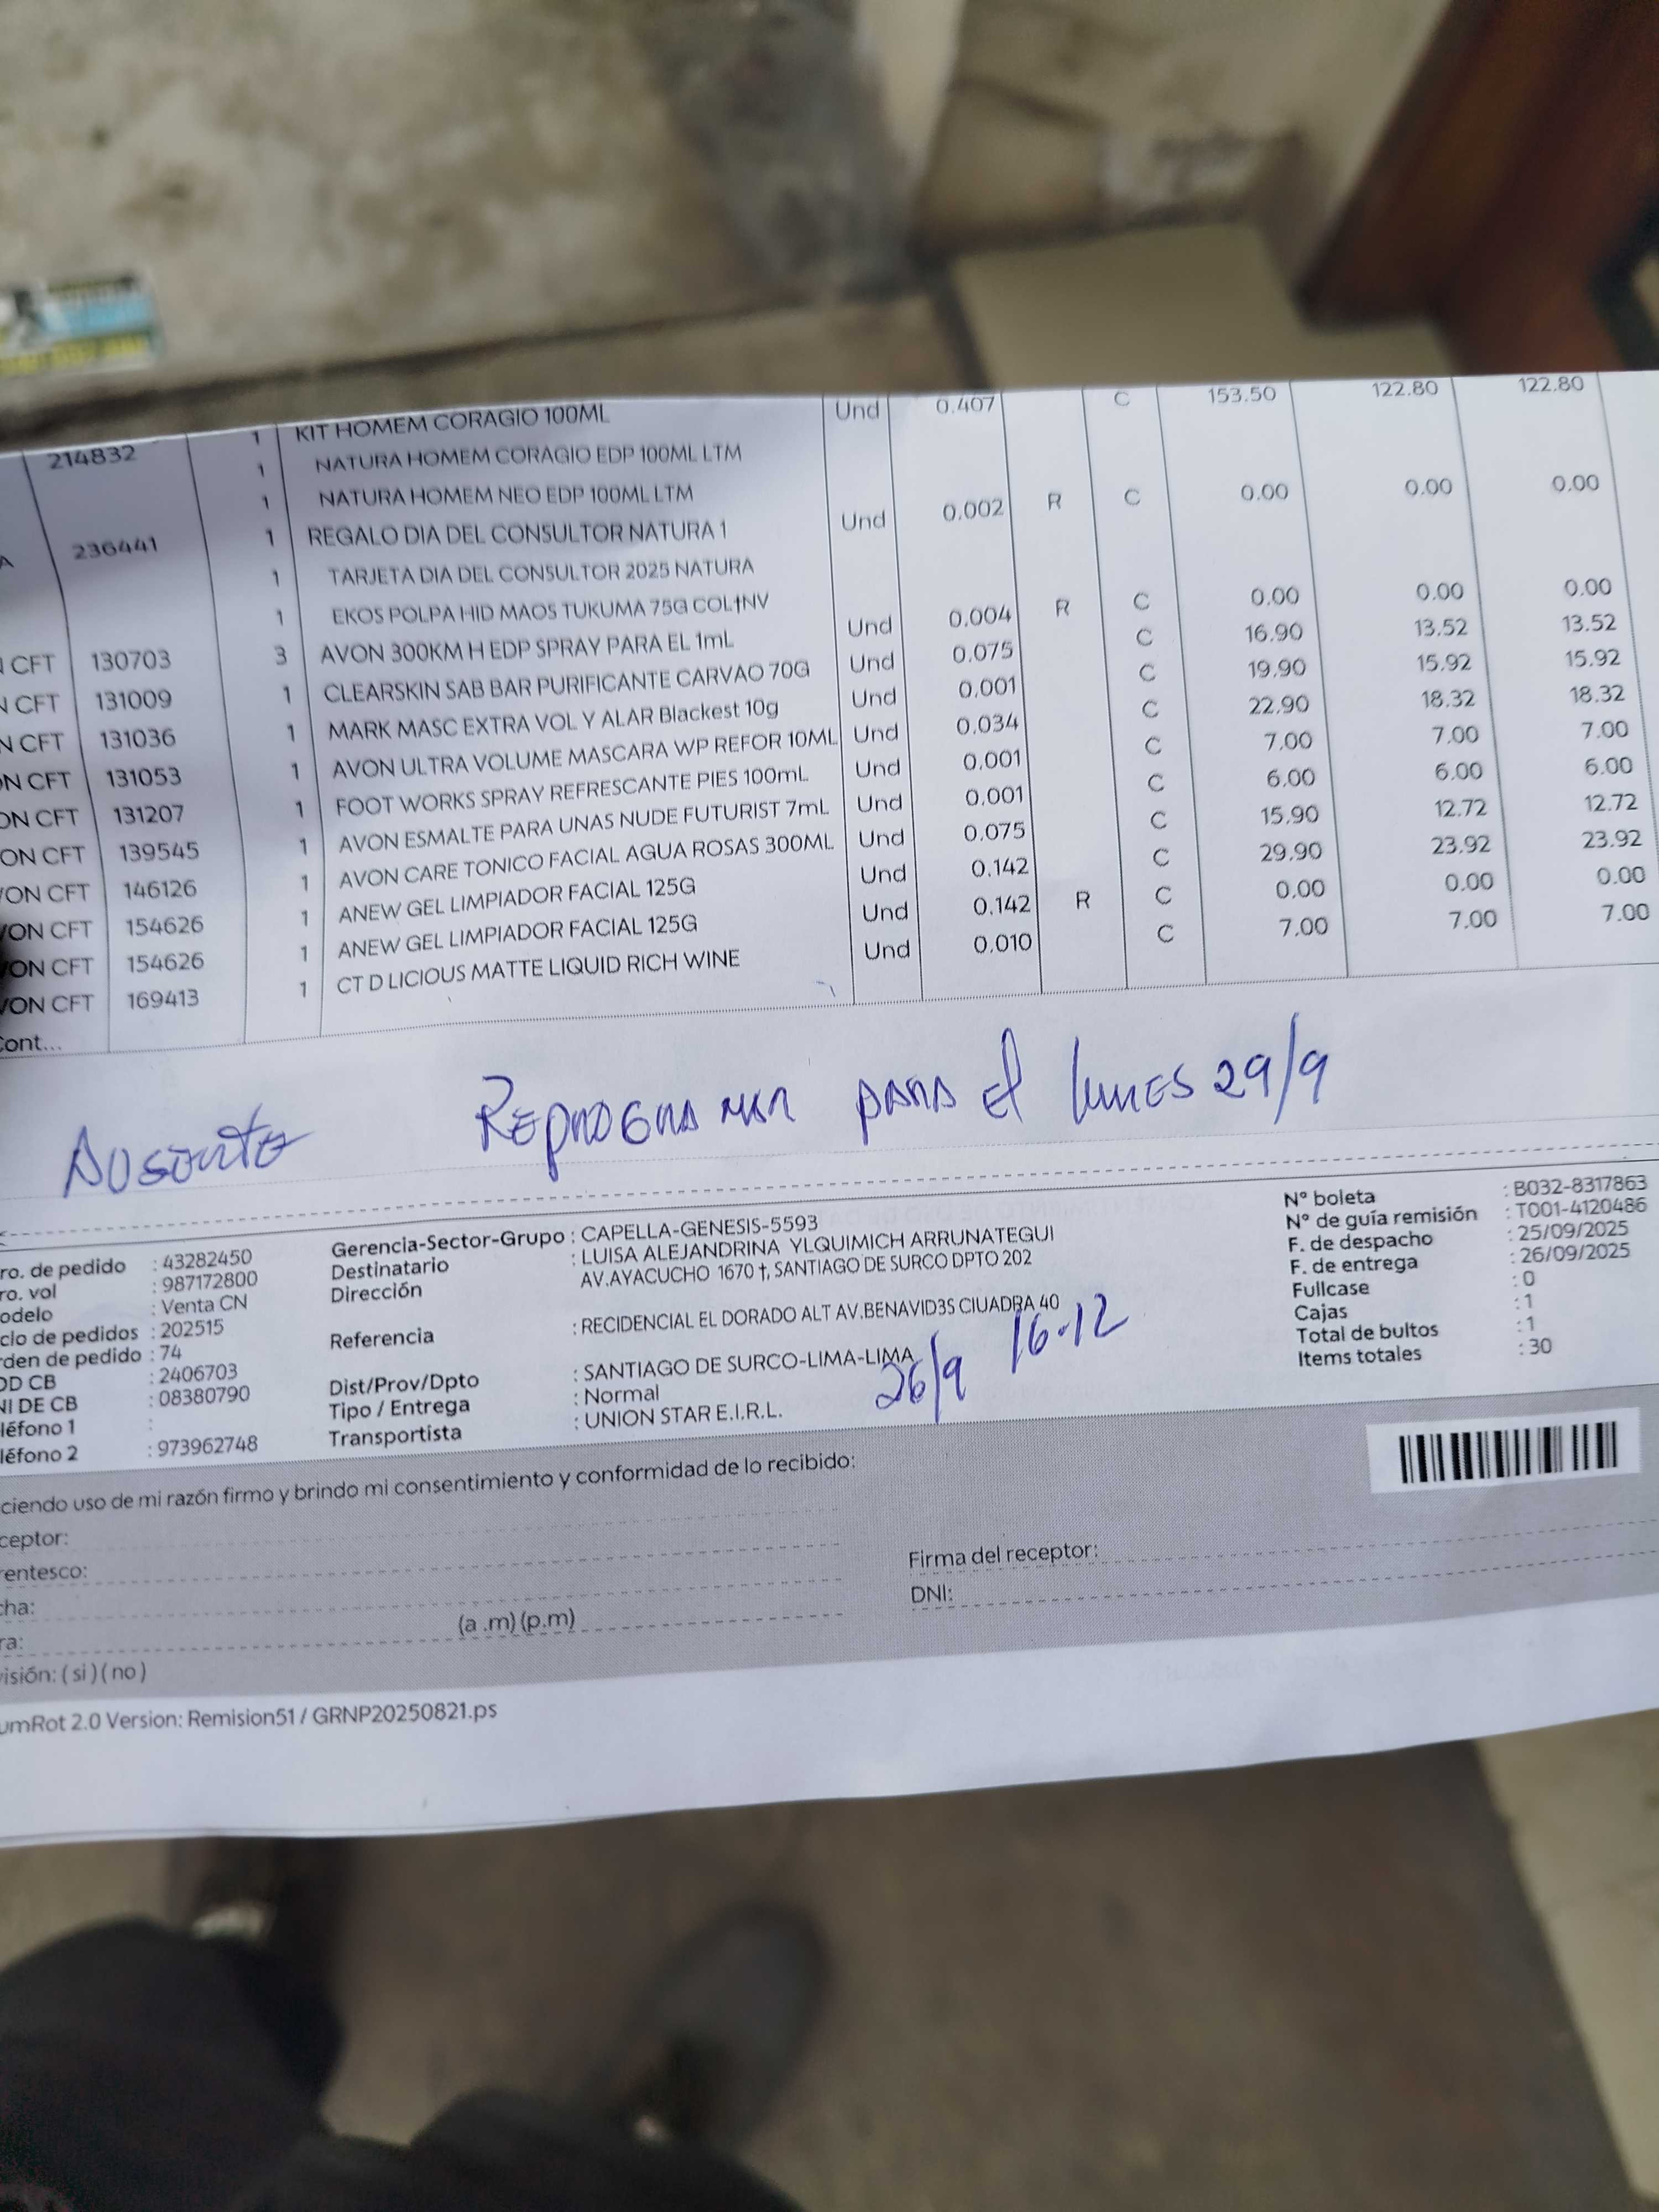 214832 1 KIT HOMEM CORAGIO 100ML Und 0.407 C 153.50 122.80 122.80
1 NATURA HOMEM CORAGIO EDP 100ML LTM
1 NATURA HOMEM NEO EDP 100ML LTM
A 236441 1 REGALO DIA DEL CONSULTOR NATURA 1 Und 0.002 R C 0.00 0.00 0.00
1 TARJETA DIA DEL CONSULTOR 2025 NATURA
1 EKOS POLPA HID MAOS TUKUMA 75G COL1NV
CFT 130703 3 AVON 300KM H EDP SPRAY PARA EL 1mL Und 0.004 R C 0.00 0.00 0.00
N CFT 131009 1 CLEARSKIN SAB BAR PURIFICANTE CARVAO 70G Und 0.075 C 16.90 13.52 13.52
N CFT 131036 1 MARK MASC EXTRA VOL Y ALAR Blackest 10g Und 0.001 C 19.90 15.92 15.92
ON CFT 131053 1 AVON ULTRA VOLUME MASCARA WP REFOR 10ML Und 0.034 C 22.90 18.32 18.32
ON CFT 131207 1 FOOT WORKS SPRAY REFRESCANTE PIES 100mL Und 0.001 C 7.00 7.00 7.00
ON CFT 139545 1 AVON ESMALTE PARA UNAS NUDE FUTURIST 7mL Und 0.001 C 6.00 6.00 6.00
VON CFT 146126 1 AVON CARE TONICO FACIAL AGUA ROSAS 300ML Und 0.075 C 15.90 12.72 12.72
VON CFT 154626 1 ANEW GEL LIMPIADOR FACIAL 125G Und 0.142 C 29.90 23.92 23.92
VON CFT 154626 1 ANEW GEL LIMPIADOR FACIAL 125G Und 0.142 R C 0.00 0.00 0.00
VON CFT 169413 1 CT D LICIOUS MATTE LIQUID RICH WINE Und 0.010 C 7.00 7.00 7.00
Cont...
Ausente Reprogramar para el lunes 29/9
ro. de pedido : 43282450
ro. vol : 987172800
odelo : Venta CN
clo de pedidos : 202515
den de pedido : 74
OD CB : 2406703
NI DE CB : 08380790
léfono 1 :
léfono 2 : 973962748
Gerencia-Sector-Grupo : CAPELLA-GENESIS-5593
Destinatario : LUISA ALEJANDRINA YLQUIMICH ARRUNATEGUI
Dirección AV.AYACUCHO 1670 †, SANTIAGO DE SURCO DPTO 202
Referencia : RECIDENCIAL EL DORADO ALT AV.BENAVID3S CIUADRA 40
Dist/Prov/Dpto : SANTIAGO DE SURCO-LIMA-LIMA
Tipo / Entrega : Normal
Transportista : UNION STAR E.I.R.L.
26/9 16-12
N° boleta : B032-8317863
N° de guía remisión : T001-4120486
F. de despacho : 25/09/2025
F. de entrega : 26/09/2025
Fullcase : 0
Cajas : 1
Total de bultos : 1
Items totales : 30
ciendo uso de mi razón firmo y brindo mi consentimiento y conformidad de lo recibido:
ceptor:
entesco:
cha:
ra: (a .m) (p.m)
visión: ( si ) ( no )
Firma del receptor:
DNI:
umRot 2.0 Version: Remision51 / GRNP20250821.ps